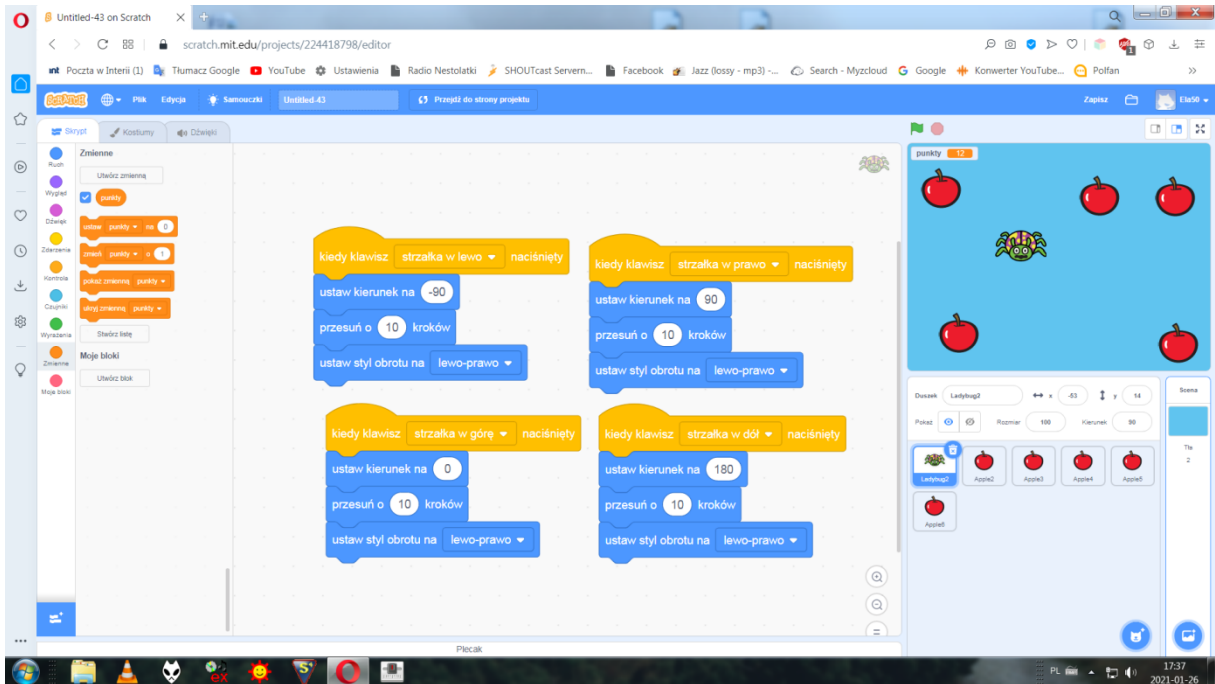 Untitled-43 on Scratch
scratch.mit.edu/projects/224418798/editor
Poczta w Interii (1) Tłumacz Google YouTube Ustawienia Radio Nestolatki SHOUTcast Servern... Facebook Jazz (lossy - mp3) -... Search - Myzcloud Google Konwerter YouTube... Polfan
SCRATCH Plik Edycja Samouczki Untitled-43 Przejdź do strony projektu Zapisz Ela50
Skrypt Kostiumy Dźwięki
Ruch
Wygląd
Dźwięk
Zdarzenia
Kontrola
Czujniki
Wyrażenia
Zmienne
Moje bloki
Zmienne
Utwórz zmienną
punkty
ustaw punkty na 0
zmień punkty o 1
pokaż zmienną punkty
ukryj zmienną punkty
Stwórz listę
Moje bloki
Utwórz blok
kiedy klawisz strzałka w lewo naciśnięty
ustaw kierunek na -90
przesuń o 10 kroków
ustaw styl obrotu na lewo-prawo
kiedy klawisz strzałka w prawo naciśnięty
ustaw kierunek na 90
przesuń o 10 kroków
ustaw styl obrotu na lewo-prawo
kiedy klawisz strzałka w górę naciśnięty
ustaw kierunek na 0
przesuń o 10 kroków
ustaw styl obrotu na lewo-prawo
kiedy klawisz strzałka w dół naciśnięty
ustaw kierunek na 180
przesuń o 10 kroków
ustaw styl obrotu na lewo-prawo
Plecak
punkty 12
Duszek Ladybug2 x -53 y 14
Pokaż Rozmiar 100 Kierunek 90
Ladybug2 Apple2 Apple3 Apple4 Apple5
Apple6
Scena
Tła
2
PL
17:37
2021-01-26